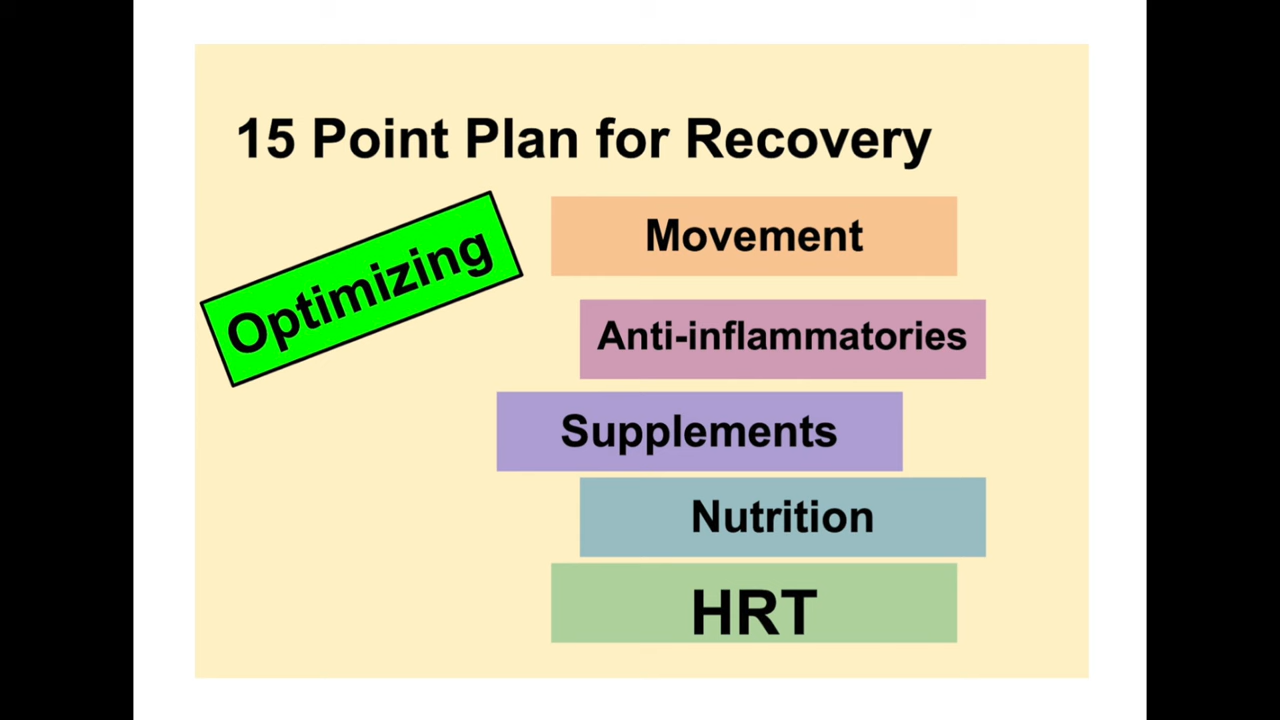 15 Point Plan for Recovery
Optimizing
Movement
Anti-inflammatories
Supplements
Nutrition
HRT